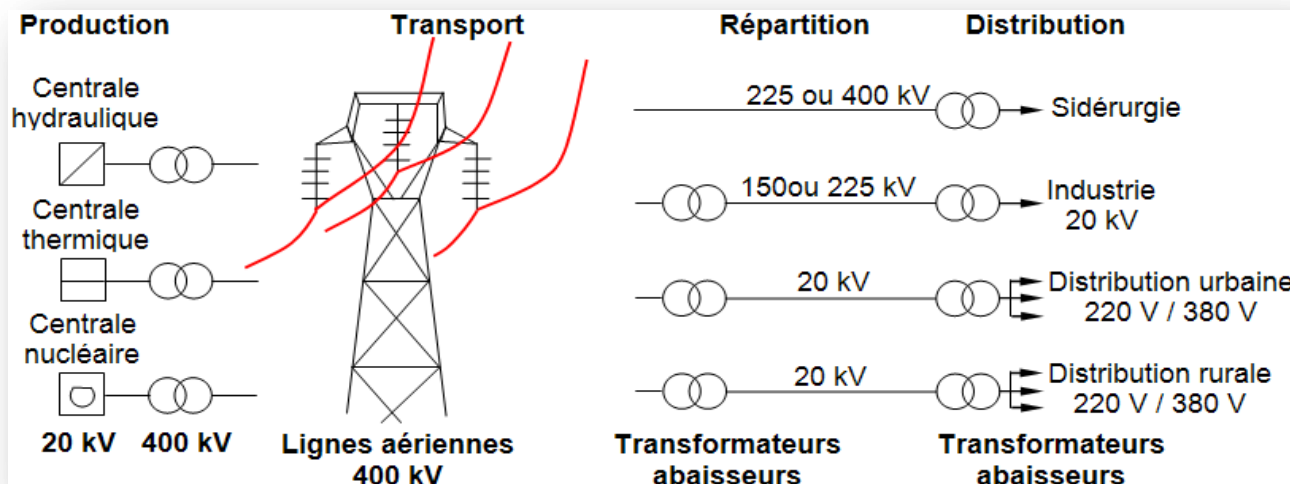 Production
Transport
Répartition
Distribution
Centrale
hydraulique
Centrale
thermique
Centrale
nucléaire
20 kV
400 kV
Lignes aériennes
400 kV
225 ou 400 kV
Sidérurgie
150ou 225 kV
Industrie
20 kV
20 kV
Distribution urbaine
220 V / 380 V
20 kV
Distribution rurale
220 V / 380 V
Transformateurs
abaisseurs
Transformateurs
abaisseurs